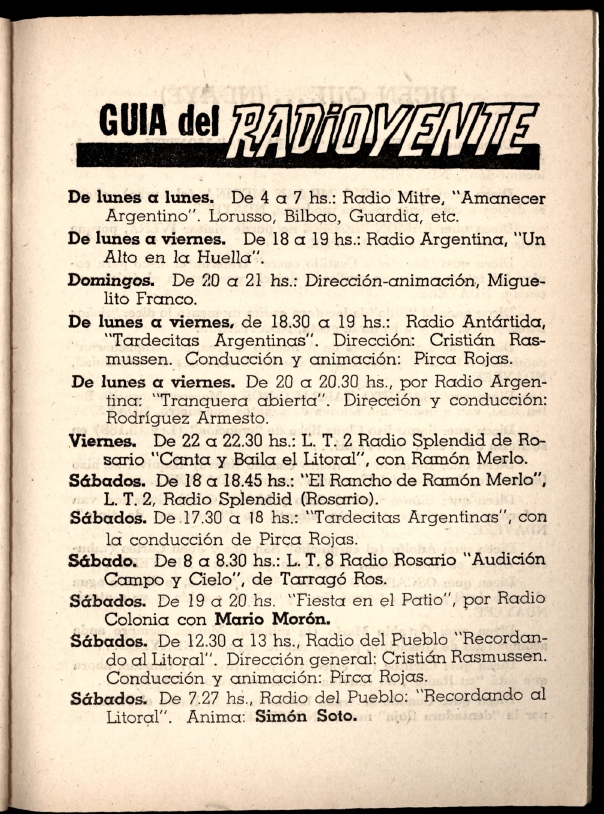 GUIA del RADIOYENTE
De lunes a lunes. De 4 a 7 hs.: Radio Mitre, "Amanecer
Argentino". Lorusso, Bilbao, Guardia, etc.
De lunes a viernes. De 18 a 19 hs.: Radio Argentina, "Un
Alto en la Huella".
Domingos. De 20 a 21 hs.: Dirección-animación, Migue-
lito Franco.
De lunes a viernes, de 18.30 a 19 hs.: Radio Antártida,
"Tardecitas Argentinas". Dirección: Cristián Ras-
mussen. Conducción y animación: Pirca Rojas.
De lunes a viernes. De 20 a 20.30 hs., por Radio Argen-
tina: "Tranquera abierta". Dirección y conducción:
Rodríguez Armesto.
Viernes. De 22 a 22.30 hs.: L. T. 2 Radio Splendid de Ro-
sario "Canta y Baila el Litoral", con Ramón Merlo.
Sábados. De 18 a 18.45 hs.: "El Rancho de Ramón Merlo",
L. T. 2, Radio Splendid (Rosario).
Sábados. De 17.30 a 18 hs.: "Tardecitas Argentinas", con
la conducción de Pirca Rojas.
Sábado. De 8 a 8.30 hs.: L. T. 8 Radio Rosario "Audición
Campo y Cielo", de Tarragó Ros.
Sábados. De 19 a 20 hs. "Fiesta en el Patio", por Radio
Colonia con Mario Morón.
Sábados. De 12.30 a 13 hs., Radio del Pueblo "Recordan-
do al Litoral". Dirección general: Cristián Rasmussen.
Conducción y animación: Pirca Rojas.
Sábados. De 7.27 hs., Radio del Pueblo: "Recordando al
Litoral". Anima: Simón Soto.